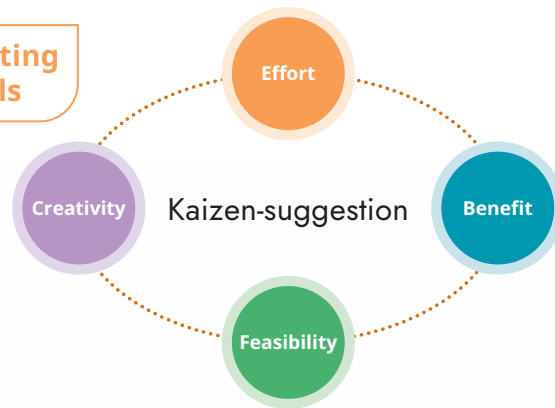 ting
ls
Effort
Creativity
Kaizen-suggestion
Benefit
Feasibility